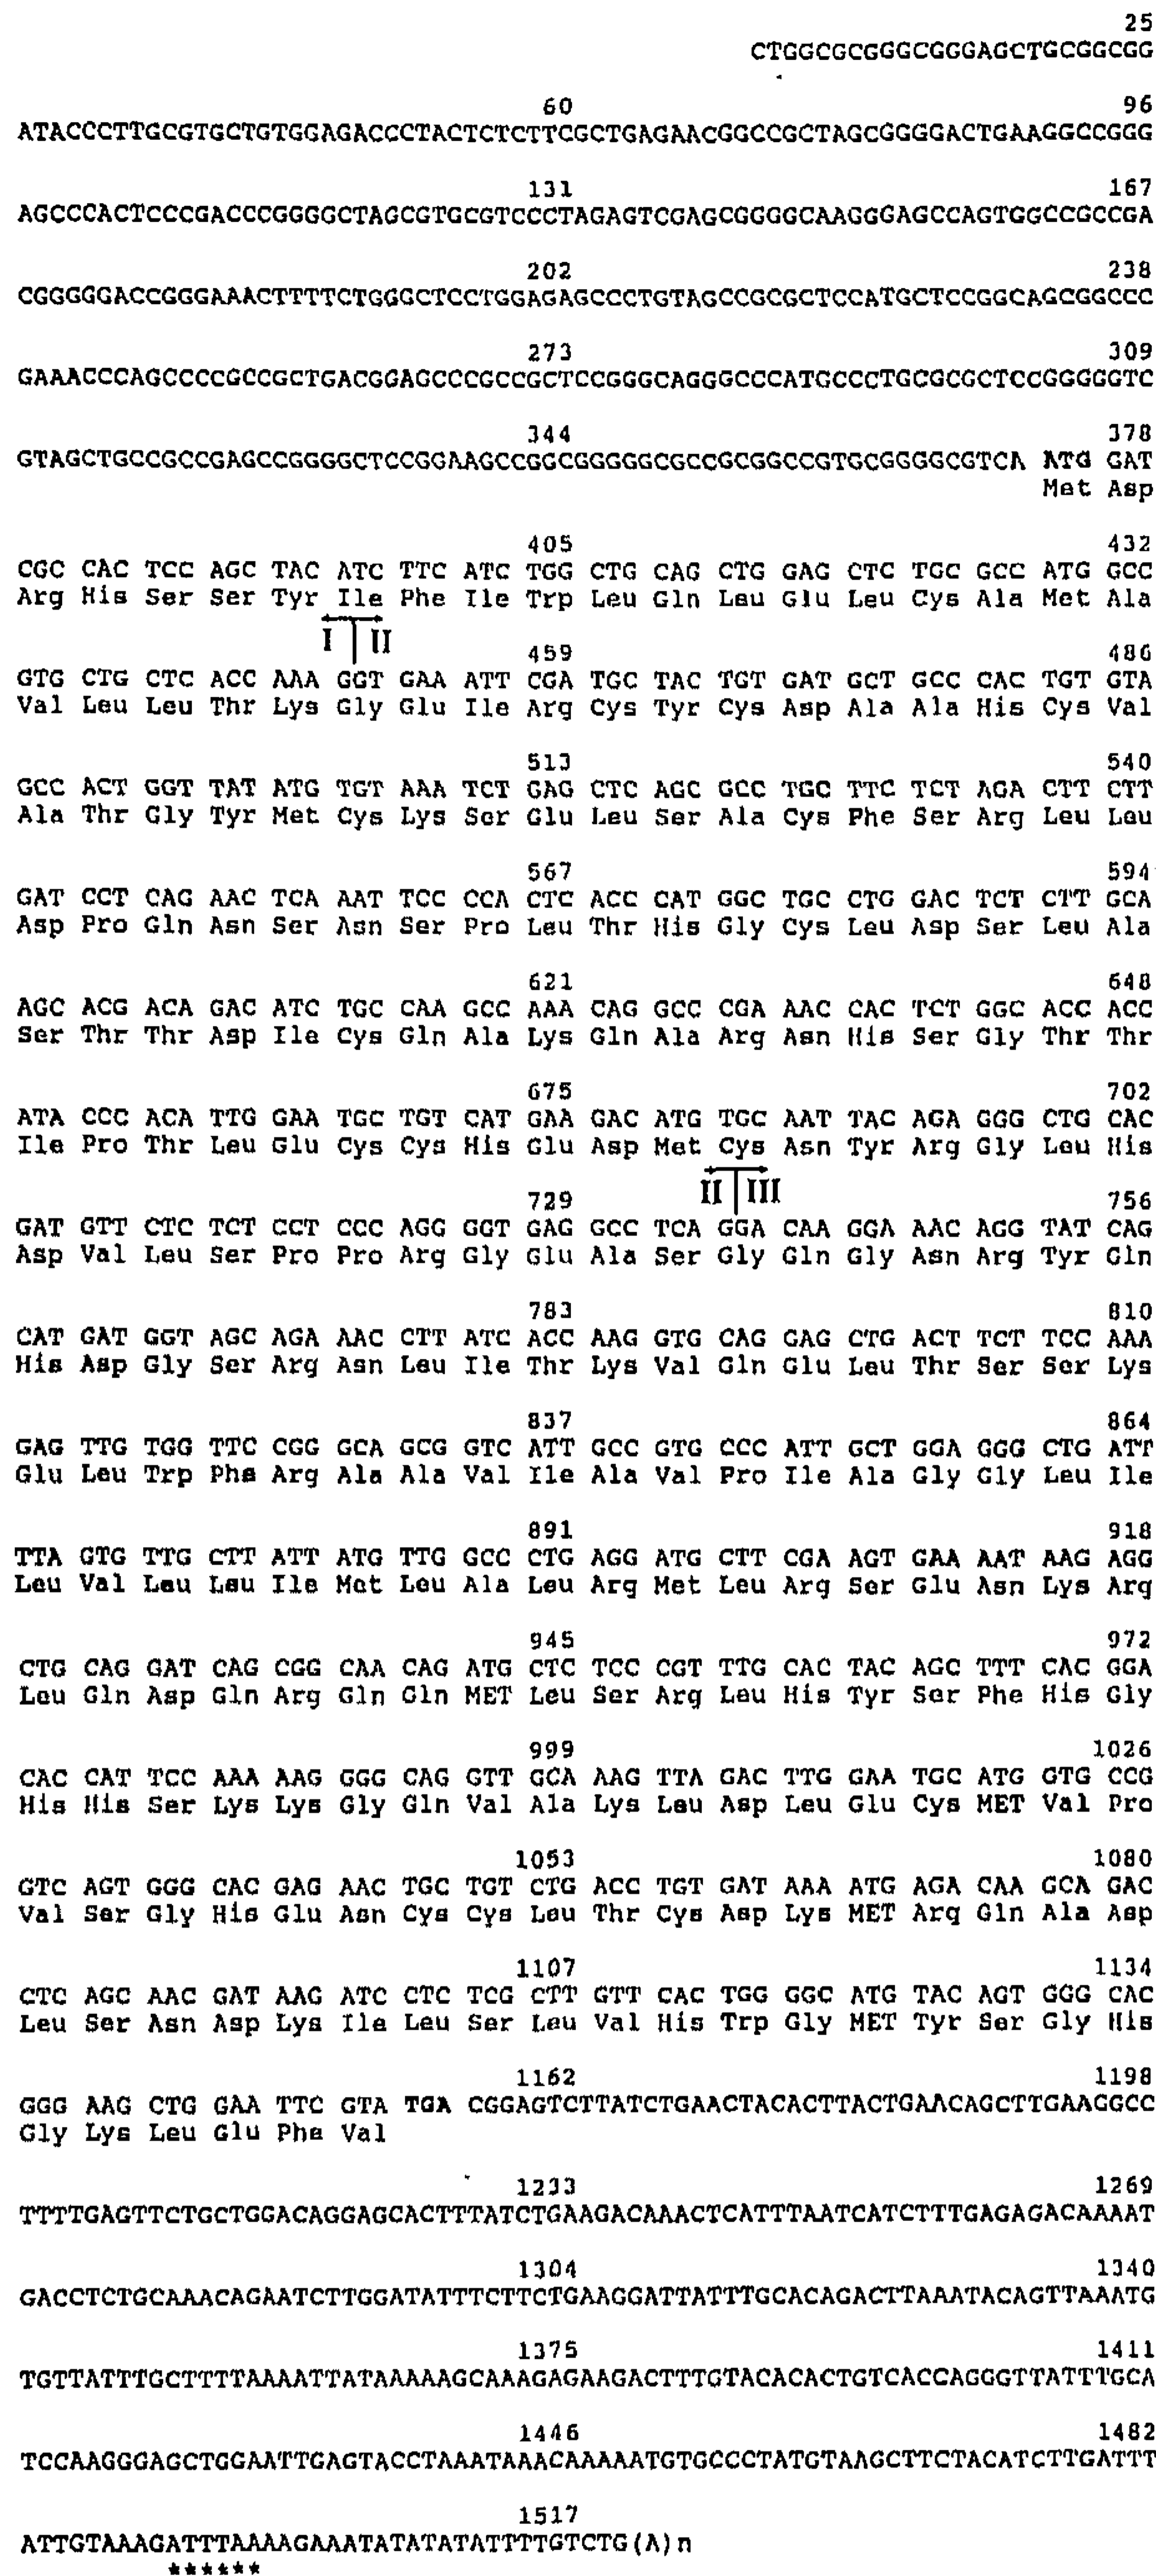 25
CTGGCGCGGGCGGGAGCTGCGGCGG
60 96
ATACCCTTGCGTGCTGTGGAGACCCTACTCTCTTCGCTGAGAACGGCCGCTAGCGGGGACTGAAGGCCGGG
131 167
AGCCCACTCCCGACCCGGGGCTAGCGTGCGTCCCTAGAGTCGAGCGGGGCAAGGGAGCCAGTGGCCGCCGA
202 238
CGGGGGACCGGGAAACTTTTCTGGGCTCCTGGAGAGCCCTGTAGCCGCGCTCCATGCTCCGGCAGCGGCCC
273 309
GAAACCCAGCCCCGCCGCTGACGGAGCCCGCCGCTCCGGGCAGGGCCCATGCCCTGCGCGCTCCGGGGGTC
344 378
GTAGCTGCCGCCGAGCCGGGGCTCCGGAAGCCGGCGGGGGCGCCGCGGCCGTGCGGGGCGTCA ATG GAT
Met Asp
405 432
CGC CAC TCC AGC TAC ATC TTC ATC TGG CTG CAG CTG GAG CTC TGC GCC ATG GCC
Arg His Ser Ser Tyr Ile Phe Ile Trp Leu Gln Leu Glu Leu Cys Ala Met Ala
I II 459 486
GTG CTG CTC ACC AAA GGT GAA ATT CGA TGC TAC TGT GAT GCT GCC CAC TGT GTA
Val Leu Leu Thr Lys Gly Glu Ile Arg Cys Tyr Cys Asp Ala Ala His Cys Val
513 540
GCC ACT GGT TAT ATG TGT AAA TCT GAG CTC AGC GCC TGC TTC TCT AGA CTT CTT
Ala Thr Gly Tyr Met Cys Lys Ser Glu Leu Ser Ala Cys Phe Ser Arg Leu Leu
567 594
GAT CCT CAG AAC TCA AAT TCC CCA CTC ACC CAT GGC TGC CTG GAC TCT CTT GCA
Asp Pro Gln Asn Ser Asn Ser Pro Leu Thr His Gly Cys Leu Asp Ser Leu Ala
621 648
AGC ACG ACA GAC ATC TGC CAA GCC AAA CAG GCC CGA AAC CAC TCT GGC ACC ACC
Ser Thr Thr Asp Ile Cys Gln Ala Lys Gln Ala Arg Asn His Ser Gly Thr Thr
675 702
ATA CCC ACA TTG GAA TGC TGT CAT GAA GAC ATG TGC AAT TAC AGA GGG CTG CAC
Ile Pro Thr Leu Glu Cys Cys His Glu Asp Met Cys Asn Tyr Arg Gly Leu His
729 II III 756
GAT GTT CTC TCT CCT CCC AGG GGT GAG GCC TCA GGA CAA GGA AAC AGG TAT CAG
Asp Val Leu Ser Pro Pro Arg Gly Glu Ala Ser Gly Gln Gly Asn Arg Tyr Gln
783 810
CAT GAT GGT AGC AGA AAC CTT ATC ACC AAG GTG CAG GAG CTG ACT TCT TCC AAA
His Asp Gly Ser Arg Asn Leu Ile Thr Lys Val Gln Glu Leu Thr Ser Ser Lys
837 864
GAG TTG TGG TTC CGG GCA GCG GTC ATT GCC GTG CCC ATT GCT GGA GGG CTG ATT
Glu Leu Trp Phe Arg Ala Ala Val Ile Ala Val Pro Ile Ala Gly Gly Leu Ile
891 918
TTA GTG TTG CTT ATT ATG TTG GCC CTG AGG ATG CTT CGA AGT GAA AAT AAG AGG
Leu Val Leu Leu Ile Met Leu Ala Leu Arg Met Leu Arg Ser Glu Asn Lys Arg
945 972
CTG CAG GAT CAG CGG CAA CAG ATG CTC TCC CGT TTG CAC TAC AGC TTT CAC GGA
Leu Gln Asp Gln Arg Gln Gln MET Leu Ser Arg Leu His Tyr Ser Phe His Gly
999 1026
CAC CAT TCC AAA AAG GGG CAG GTT GCA AAG TTA GAC TTG GAA TGC ATG GTG CCG
His His Ser Lys Lys Gly Gln Val Ala Lys Leu Asp Leu Glu Cys MET Val Pro
1053 1080
GTC AGT GGG CAC GAG AAC TGC TGT CTG ACC TGT GAT AAA ATG AGA CAA GCA GAC
Val Ser Gly His Glu Asn Cys Cys Leu Thr Cys Asp Lys MET Arg Gln Ala Asp
1107 1134
CTC AGC AAC GAT AAG ATC CTC TCG CTT GTT CAC TGG GGC ATG TAC AGT GGG CAC
Leu Ser Asn Asp Lys Ile Leu Ser Leu Val His Trp Gly MET Tyr Ser Gly His
1162 1198
GGG AAG CTG GAA TTC GTA TGA CGGAGTCTTATCTGAACTACACTTACTGAACAGCTTGAAGGCC
Gly Lys Leu Glu Phe Val
1233 1269
TTTTGAGTTCTGCTGGACAGGAGCACTTTATCTGAAGACAAACTCATTTAATCATCTTTGAGAGACAAAAT
1304 1340
GACCTCTGCAAACAGAATCTTGGATATTTCTTCTGAAGGATTATTTGCACAGACTTAAATACAGTTAAATG
1375 1411
TGTTATTTGCTTTTAAAATTATAAAAAGCAAAGAGAAGACTTTGTACACACTGTCACCAGGGTTATTTGCA
1446 1482
TCCAAGGGAGCTGGAATTGAGTACCTAAATAAACAAAAATGTGCCCTATGTAAGCTTCTACATCTTGATTT
1517
ATTGTAAAGATTTAAAAGAAATATATATATTTTGTCTG(A)n
******